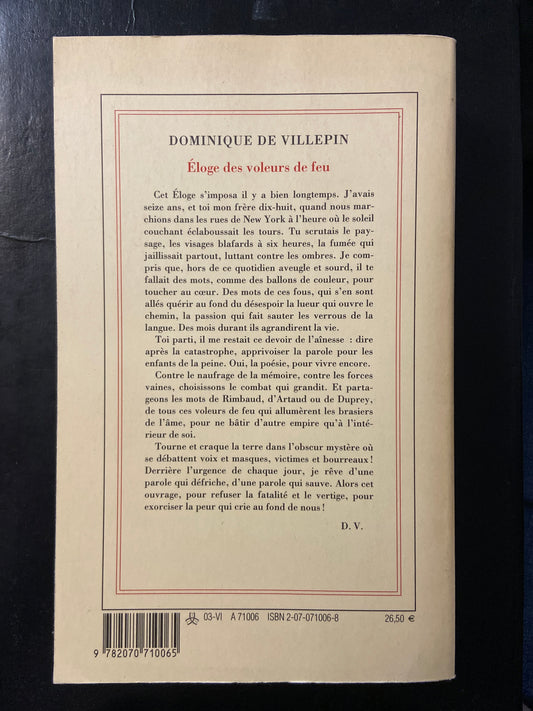 DOMINIQUE DE VILLEPIN
Éloge des voleurs de feu
Cet Éloge s'imposa il y a bien longtemps. J'avais
seize ans, et toi mon frère dix-huit, quand nous mar-
chions dans les rues de New York à l'heure où le soleil
couchant éclaboussait les tours. Tu scrutais le pay-
sage, les visages blafards à six heures, la fumée qui
jaillissait partout, luttant contre les ombres. Je com-
pris que, hors de ce quotidien aveugle et sourd, il te
fallait des mots, comme des ballons de couleur, pour
toucher au cœur. Des mots de ces fous, qui s'en sont
allés quérir au fond du désespoir la lueur qui ouvre le
chemin, la passion qui fait sauter les verrous de la
langue. Des mois durant ils agrandirent la vie.
Toi parti, il me restait ce devoir de l'aînesse : dire
après la catastrophe, apprivoiser la parole pour les
enfants de la peine. Oui, la poésie, pour vivre encore.
Contre le naufrage de la mémoire, contre les forces
vaines, choisissons le combat qui grandit. Et parta-
geons les mots de Rimbaud, d'Artaud ou de Duprey,
de tous ces voleurs de feu qui allumèrent les brasiers
de l'âme, pour ne bâtir d'autre empire qu'à l'inté-
rieur de soi.
Tourne et craque la terre dans l'obscur mystère où
se débattent voix et masques, victimes et bourreaux !
Derrière l'urgence de chaque jour, je rêve d'une
parole qui défriche, d'une parole qui sauve. Alors cet
ouvrage, pour refuser la fatalité et le vertige, pour
exorciser la peur qui crie au fond de nous !
D. V.
03-VI A 71006 ISBN 2-07-071006-8 26,50 €
9 782070 710065